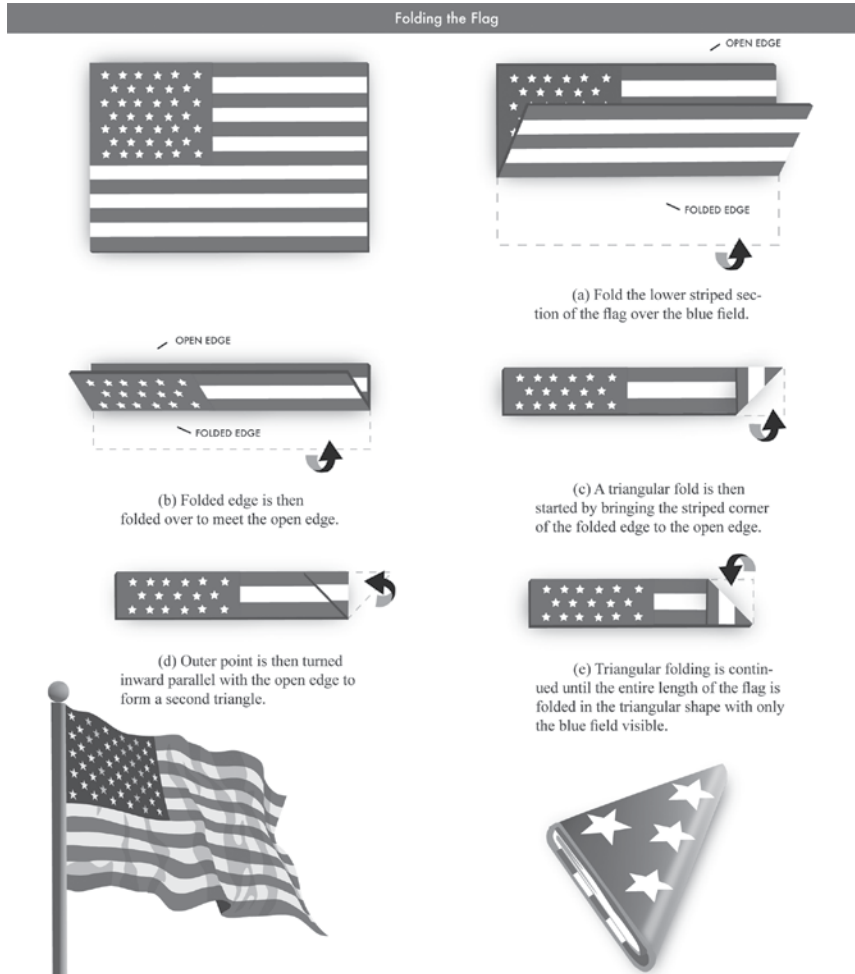 Folding the Flag
OPEN EDGE
FOLDED EDGE
(a) Fold the lower striped sec-
tion of the flag over the blue field.
OPEN EDGE
FOLDED EDGE
(b) Folded edge is then
folded over to meet the open edge.
(c) A triangular fold is then
started by bringing the striped corner
of the folded edge to the open edge.
(d) Outer point is then turned
inward parallel with the open edge to
form a second triangle.
(e) Triangular folding is contin-
ued until the entire length of the flag is
folded in the triangular shape with only
the blue field visible.